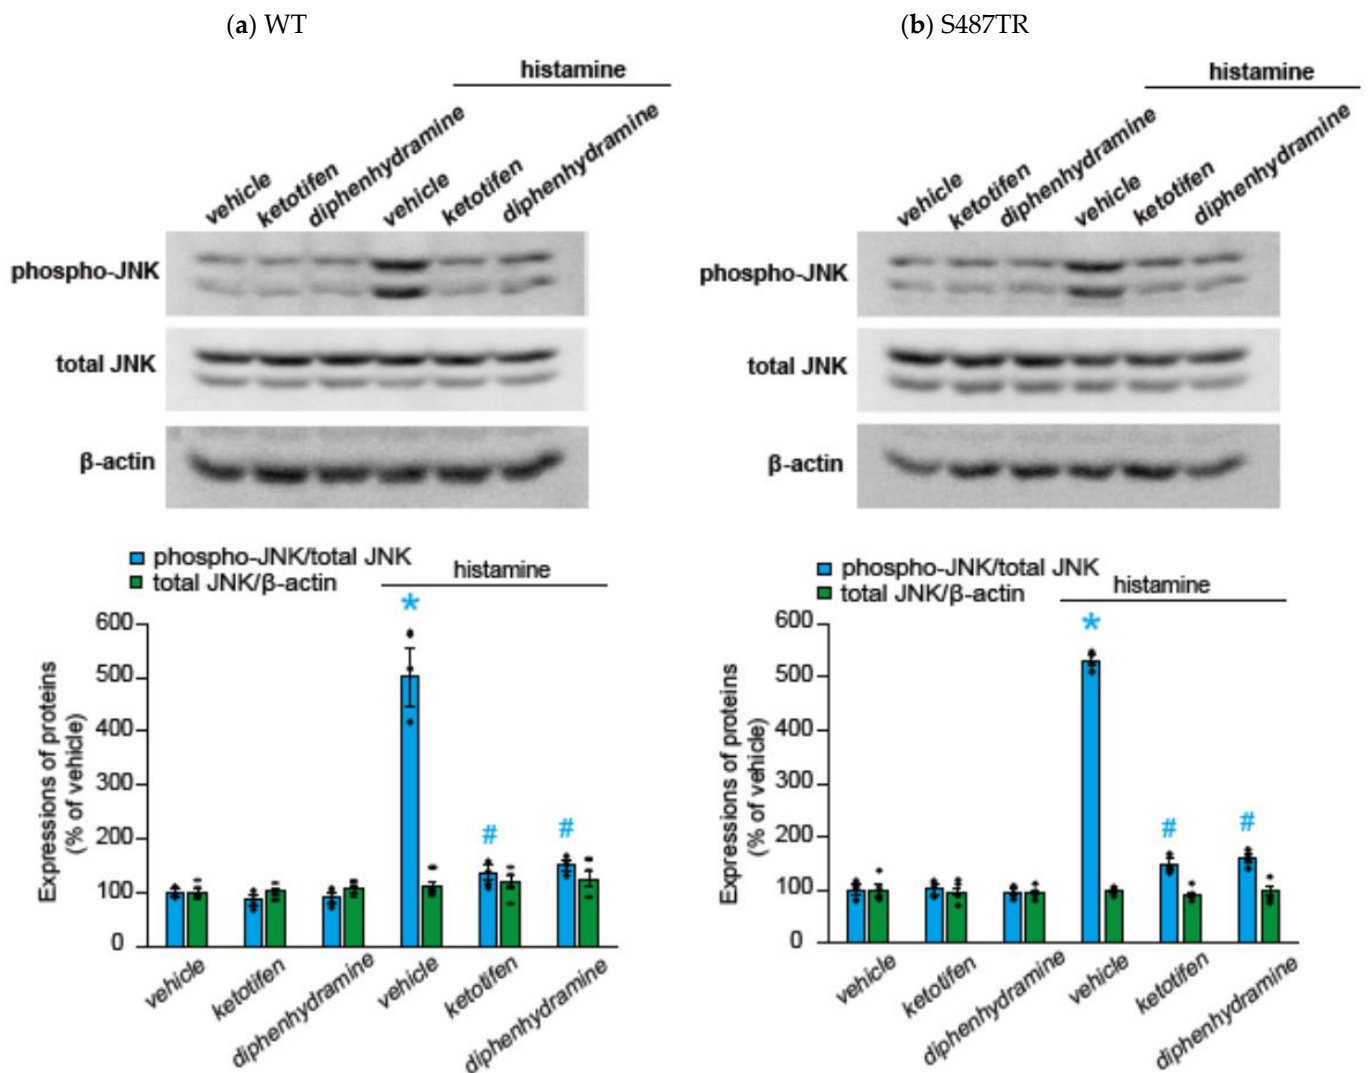 (a) WT
histamine
vehicle
ketotifen
diphenhydramine
vehicle
ketotifen
diphenhydramine
phospho-JNK
total JNK
β-actin
phospho-JNK/total JNK
total JNK/β-actin
histamine
*
#
#
Expressions of proteins
(% of vehicle)
600
500
400
300
200
100
0
vehicle
ketotifen
diphenhydramine
vehicle
ketotifen
diphenhydramine
(b) S487TR
histamine
vehicle
ketotifen
diphenhydramine
vehicle
ketotifen
diphenhydramine
phospho-JNK
total JNK
β-actin
phospho-JNK/total JNK
total JNK/β-actin
histamine
*
#
#
Expressions of proteins
(% of vehicle)
600
500
400
300
200
100
0
vehicle
ketotifen
diphenhydramine
vehicle
ketotifen
diphenhydramine